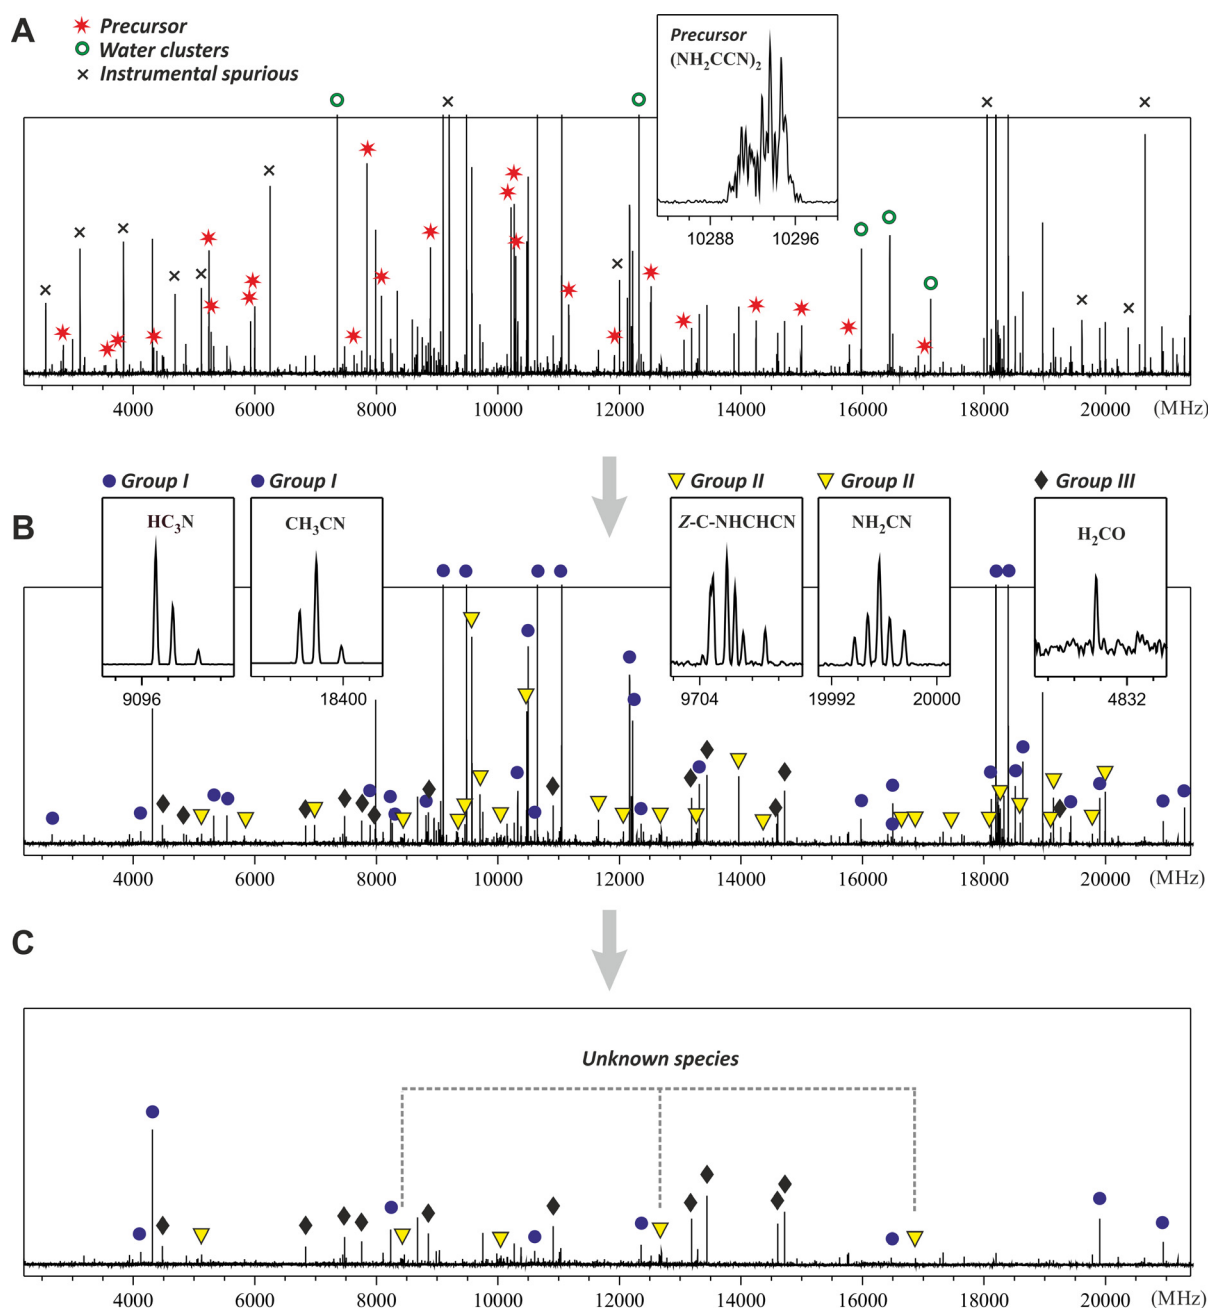 A
Precursor
Water clusters
Instrumental spurious
Precursor
(NH₂CCN)₂
10288 10296
4000 6000 8000 10000 12000 14000 16000 18000 20000 (MHz)
Group I Group I Group II Group II Group III
B
HC₃N CH₃CN Z-C-NHCHCN NH₂CN H₂CO
9096 18400 9704 19992 20000 4832
4000 6000 8000 10000 12000 14000 16000 18000 20000 (MHz)
C
Unknown species
4000 6000 8000 10000 12000 14000 16000 18000 20000 (MHz)